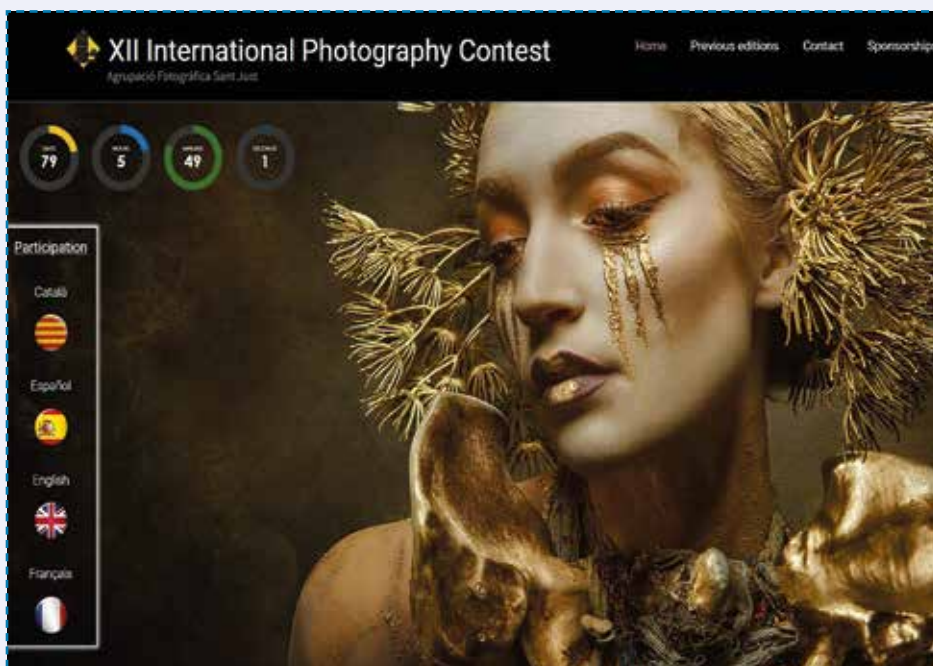 XII International Photography Contest
Agrupació Fotogràfica Sant Just
Home Previous editions Contact Sponsorship
79 5 49 1
Participation
Català
Español
English
Français